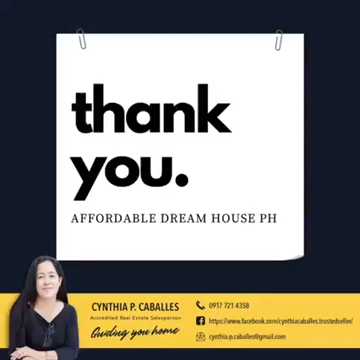 thank
you.
AFFORDABLE DREAM HOUSE PH
CYNTHIA P. CABALLES
Accredited Real Estate Salesperson
Guiding you home
0917 721 4358
https://www.facebook.com/cynthiacaballes.trustedseller/
cynthia.p.caballes@gmail.com